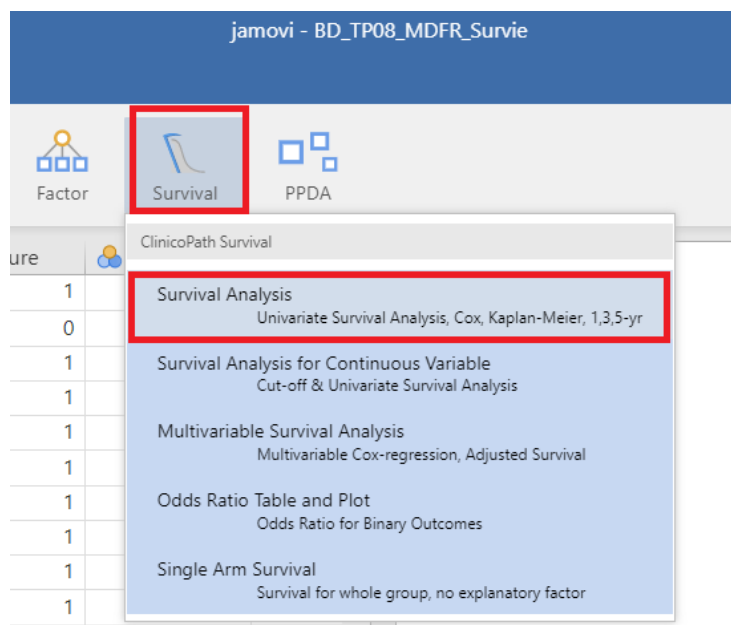 jamovi - BD_TP08_MDFR_Survie
Factor
Survival
PPDA
ure
ClinicoPath Survival
1
0
1
1
1
1
1
1
1
1
Survival Analysis
Univariate Survival Analysis, Cox, Kaplan-Meier, 1,3,5-yr
Survival Analysis for Continuous Variable
Cut-off & Univariate Survival Analysis
Multivariable Survival Analysis
Multivariable Cox-regression, Adjusted Survival
Odds Ratio Table and Plot
Odds Ratio for Binary Outcomes
Single Arm Survival
Survival for whole group, no explanatory factor